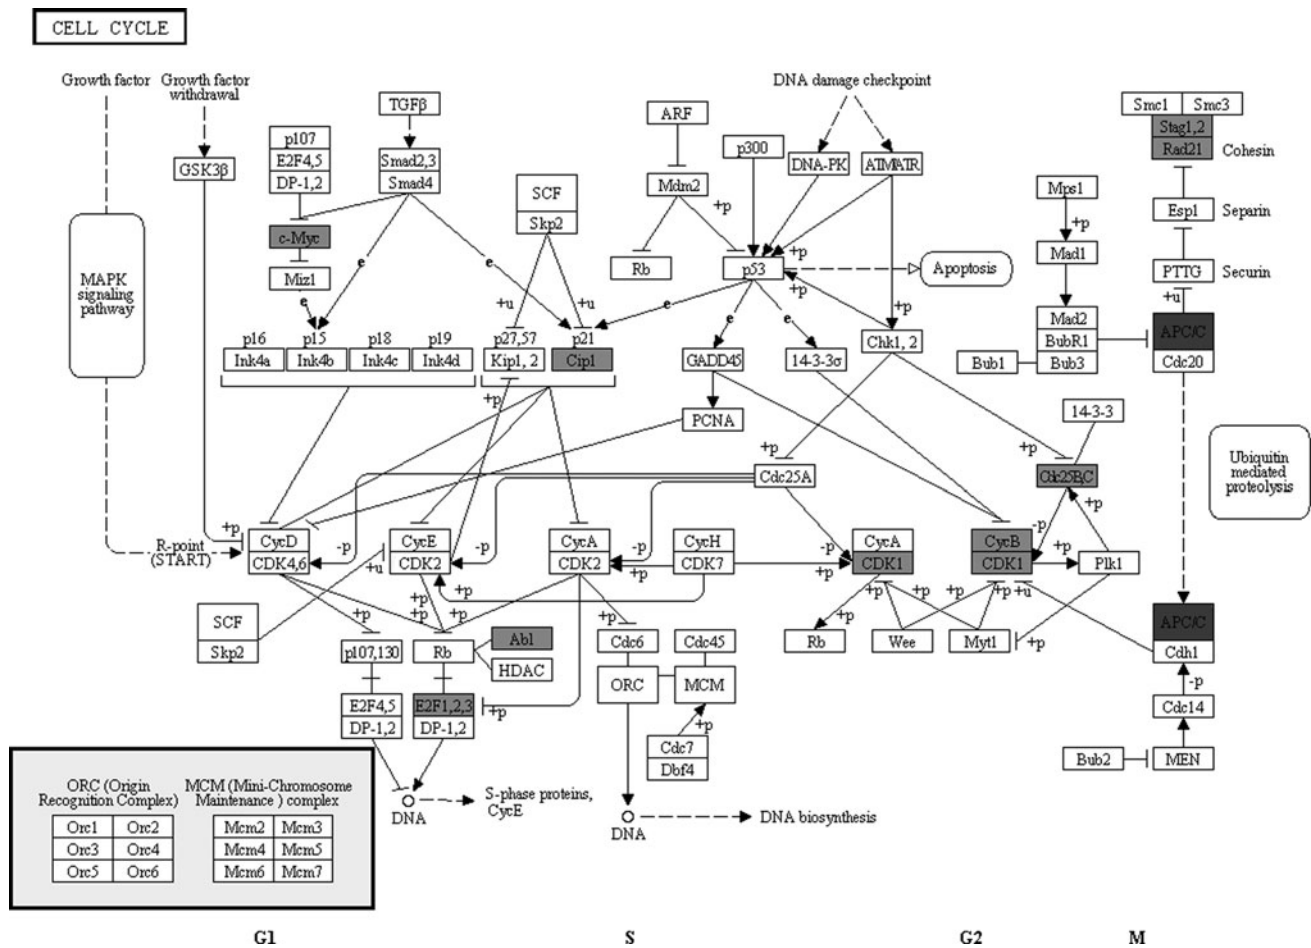 CELL CYCLE
Growth factor
Growth factor
withdrawal
TGFβ
DNA damage checkpoint
ARF
p300
Smc1 Smc3
Stag1,2
Rad21
Cohesin
p107
E2F4,5
DP-1,2
GSK3β
Smad2,3
Smad4
DNA-PK
ATM/ATR
SCF
Skp2
Mdm2
+p
Mps1
+p
Esp1
Separin
c-Myc
Miz1
e
e
e
Rb
p53
+p
+p
Apoptosis
Mad1
PTTG
Securin
+u
MAPK
signaling
pathway
+u
+u
e
e
e
+p
p16
Ink4a
p15
Ink4b
p18
Ink4c
p19
Ink4d
p27,57
Kip1, 2
p21
Cip1
GADD45
14-3-3σ
Chk1, 2
Mad2
BubR1
Bub3
Bub1
APC/C
Cdc20
+p
PCNA
14-3-3
+p
Cdc25A
+p
Cdc25B,C
Ubiquitin
mediated
proteolysis
R-point
(START)
+p
CycD
CDK4,6
-p
+u
CycE
CDK2
-p
CycA
CDK2
-p
+p
CycH
CDK7
+p
-p
CycA
CDK1
CycB
CDK1
-p
+p
+p
Plk1
+u
SCF
Skp2
+p
+p
+p
+p
+p
+p
p107,130
Rb
Abl
HDAC
Cdc6
Cdc45
+p
Rb
+p
Wee
+p
Myt1
+p
APC/C
Cdh1
-p
E2F4,5
DP-1,2
E2F1,2,3
DP-1,2
+p
ORC
MCM
+p
Cdc7
Dbf4
Cdc14
Bub2
MEN
DNA
S-phase proteins,
CycE
DNA
DNA biosynthesis
ORC (Origin
Recognition Complex)
Orc1 Orc2
Orc3 Orc4
Orc5 Orc6
MCM (Mini-Chromosome
Maintenance ) complex
Mcm2 Mcm3
Mcm4 Mcm5
Mcm6 Mcm7
G1 S G2 M